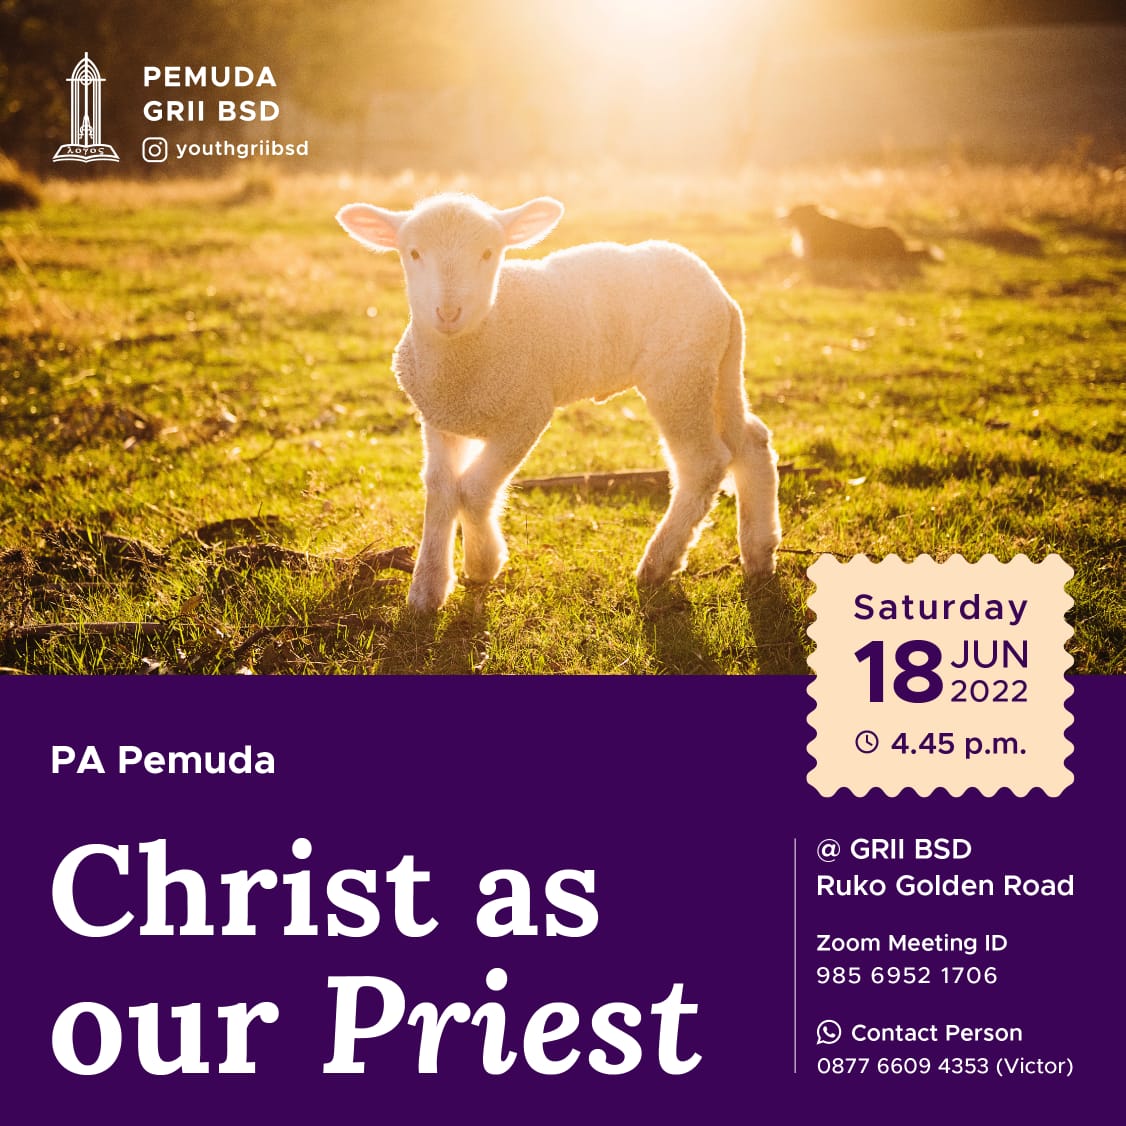 PEMUDA
GRII BSD
youthgriibsd
λογος
Saturday
18 JUN
2022
4.45 p.m.
PA Pemuda
Christ as
our Priest
@ GRII BSD
Ruko Golden Road
Zoom Meeting ID
985 6952 1706
Contact Person
0877 6609 4353 (Victor)